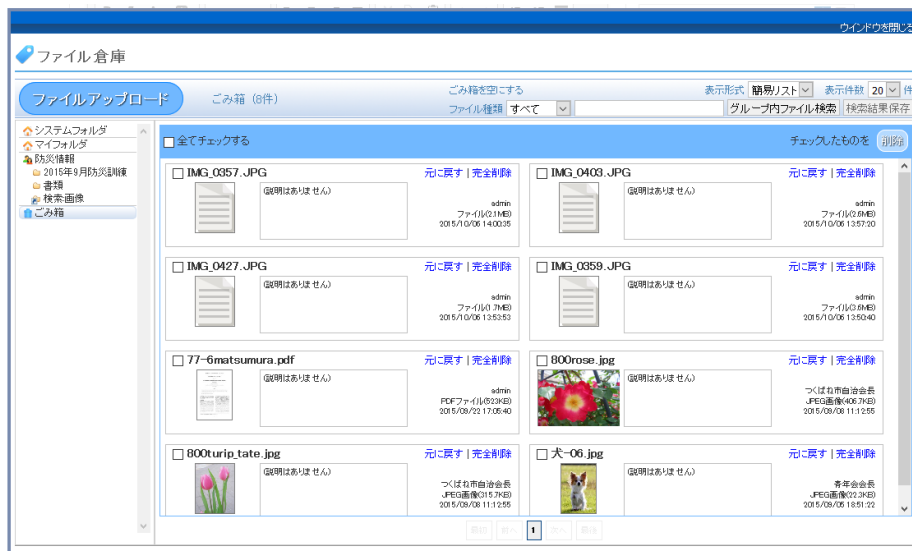 ウインドウを閉じる
ファイル倉庫
ファイルアップロード
ごみ箱 (8件)
ごみ箱を空にする
表示形式 簡易リスト 表示件数 20 件
ファイル種類 すべて
グループ内ファイル検索 検索結果保存
システムフォルダ
マイフォルダ
防災情報
2015年9月防災訓練
書類
検索画像
ごみ箱
全てチェックする
チェックしたものを 削除
IMG_0357.JPG
元に戻す | 完全削除
(説明はありません)
admin
ファイル(2.1MB)
2015/10/06 14:00:35
IMG_0403.JPG
元に戻す | 完全削除
(説明はありません)
admin
ファイル(2.6MB)
2015/10/06 13:57:20
IMG_0427.JPG
元に戻す | 完全削除
(説明はありません)
admin
ファイル(1.7MB)
2015/10/06 13:53:53
IMG_0359.JPG
元に戻す | 完全削除
(説明はありません)
admin
ファイル(3.6MB)
2015/10/06 13:50:40
77-6matsumura.pdf
元に戻す | 完全削除
(説明はありません)
admin
PDFファイル(523KB)
2015/09/22 17:05:40
800rose.jpg
元に戻す | 完全削除
(説明はありません)
つくばね市自治会長
JPEG画像(406.7KB)
2015/09/08 11:12:55
800turip_tate.jpg
元に戻す | 完全削除
(説明はありません)
つくばね市自治会長
JPEG画像(315.7KB)
2015/09/08 11:12:55
犬-06.jpg
元に戻す | 完全削除
(説明はありません)
青年会会長
JPEG画像(22.3KB)
2015/09/05 18:51:22
最初 前へ 1 次へ 最後